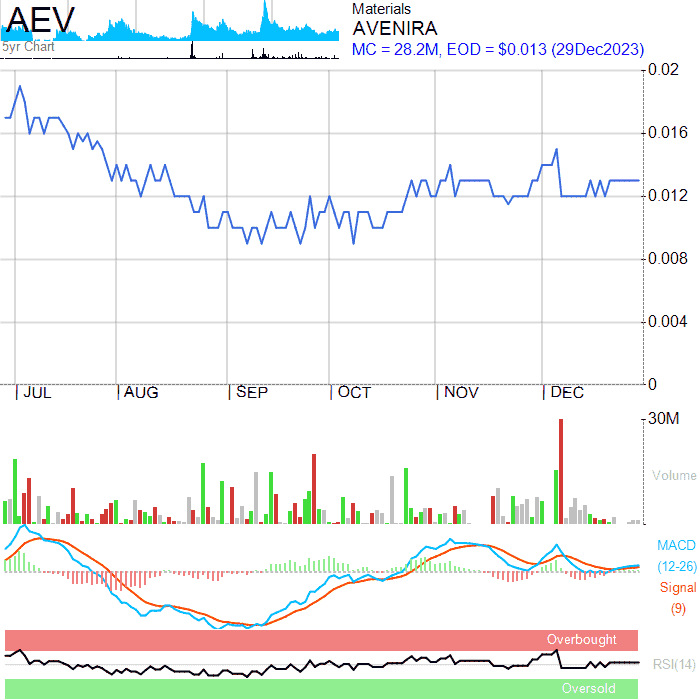 AEV
5yr Chart
Materials
AVENIRA
MC = 28.2M, EOD = $0.013 (29Dec2023)
0.02
0.016
0.012
0.008
0.004
0
JUL AUG SEP OCT NOV DEC
30M
Volume
MACD
(12-26)
Signal
(9)
Overbought
RSI(14)
Oversold